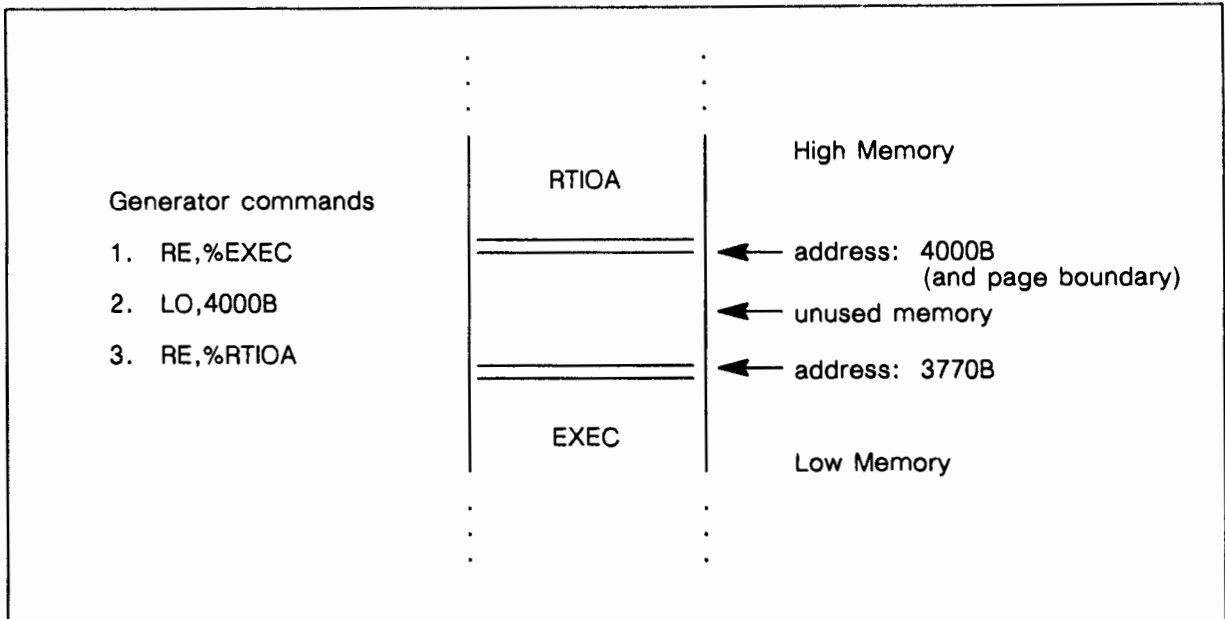 Generator commands
1. RE,%EXEC
2. LO,4000B
3. RE,%RTIOA
RTIOA
EXEC
High Memory
address: 4000B
(and page boundary)
unused memory
address: 3770B
Low Memory